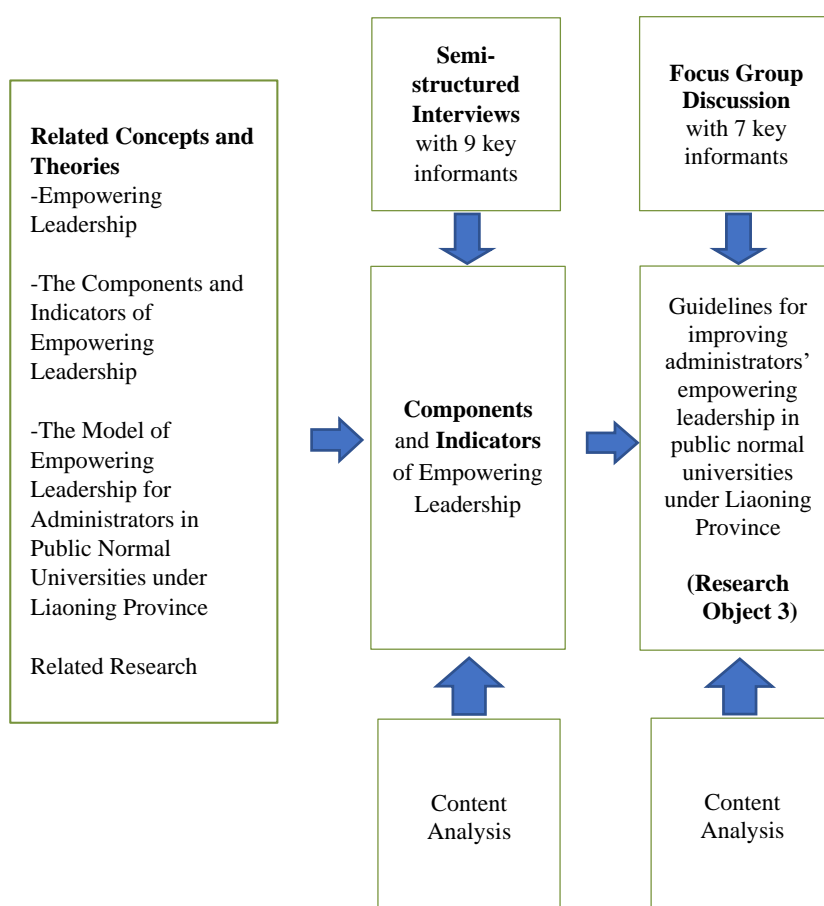 Related Concepts and
Theories
-Empowering
Leadership
-The Components and
Indicators of
Empowering
Leadership
-The Model of
Empowering
Leadership for
Administrators in
Public Normal
Universities under
Liaoning Province
Related Research
Semi-
structured
Interviews
with 9 key
informants
Components
and Indicators
of Empowering
Leadership
Content
Analysis
Focus Group
Discussion
with 7 key
informants
Guidelines for
improving
administrators’
empowering
leadership in
public normal
universities
under Liaoning
Province
(Research
Object 3)
Content
Analysis